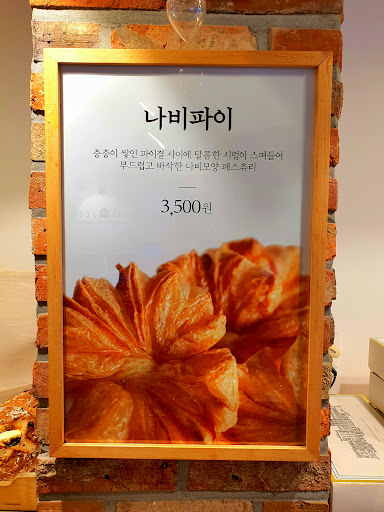 나비파이
층층이 쌓인 파이결 사이에 달콤한 시럽이 스며들어
부드럽고 바삭한 나비모양 패스츄리
3,500원